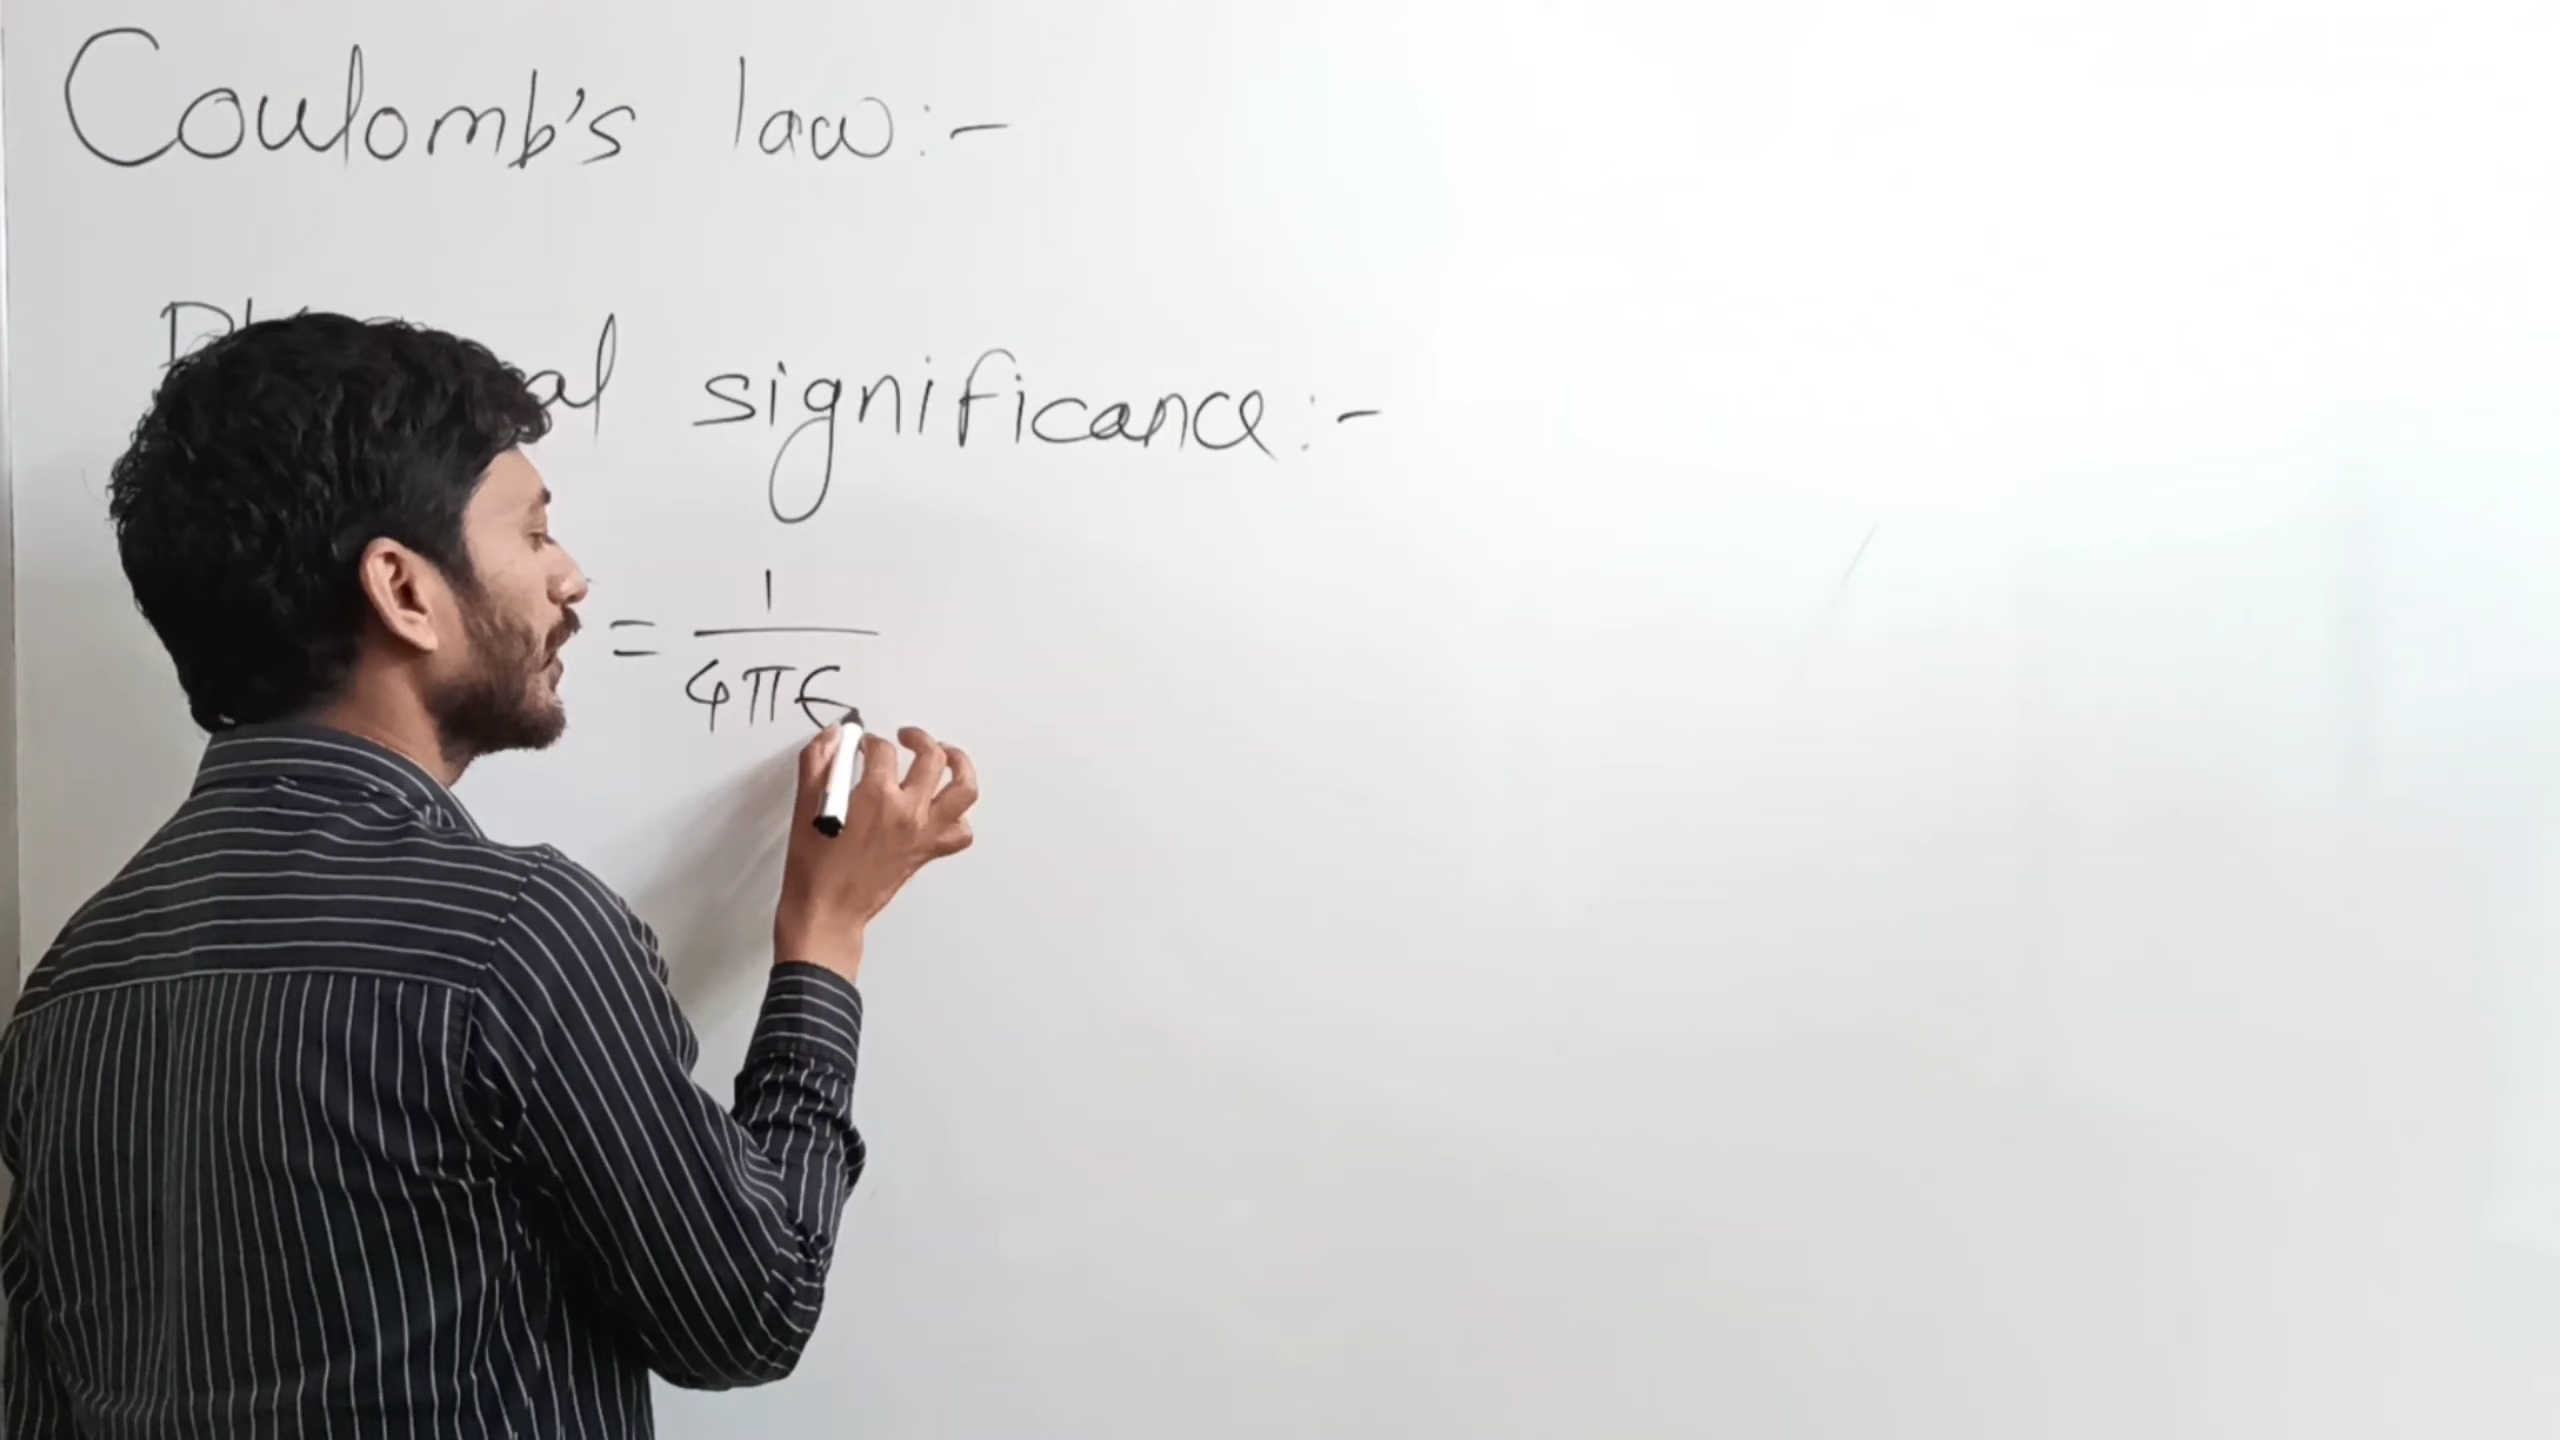 Coulomb's law:-
significance:-
= 1
4πϵ